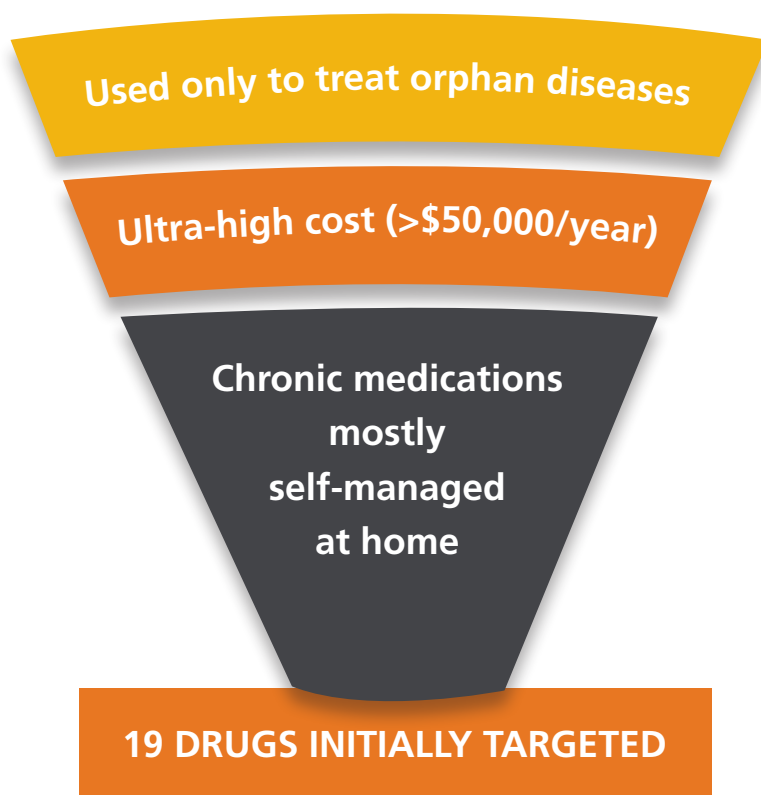 Used only to treat orphan diseases
Ultra-high cost (>$50,000/year)
Chronic medications
mostly
self-managed
at home
19 DRUGS INITIALLY TARGETED